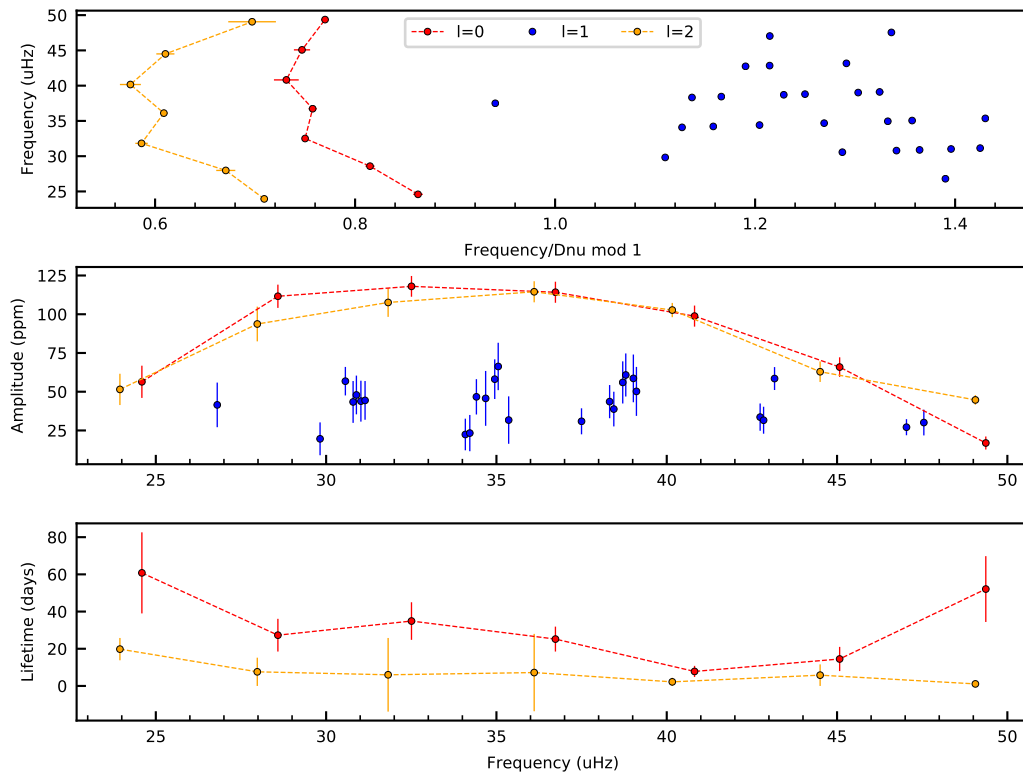 50
45
40
35
30
25
Frequency (uHz)
l=0 l=1 l=2
0.6 0.8 1.0 1.2 1.4
Frequency/Dnu mod 1
125
100
75
50
25
Amplitude (ppm)
25 30 35 40 45 50
80
60
40
20
0
Lifetime (days)
25 30 35 40 45 50
Frequency (uHz)